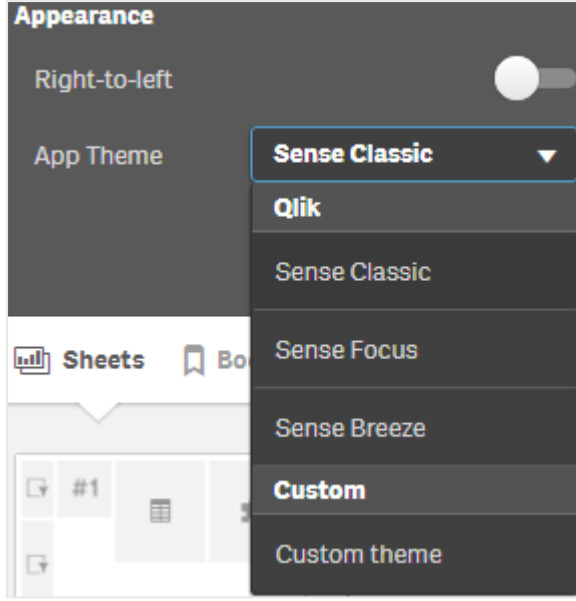 Appearance
Right-to-left
App Theme
Sense Classic
Qlik
Sense Classic
Sense Focus
Sense Breeze
Custom
Custom theme
Sheets
Bo
#1